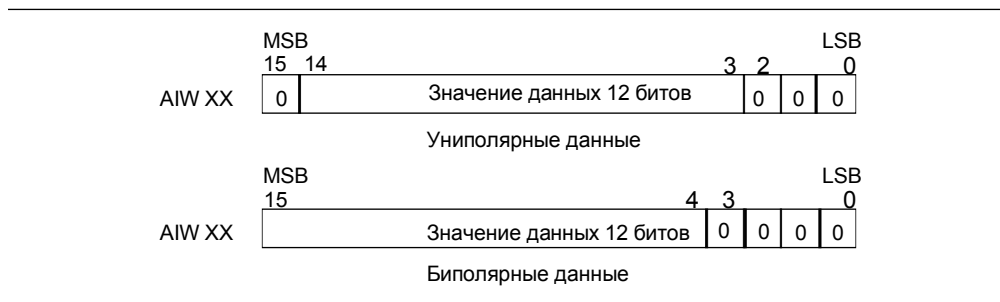 MSB LSB
15 14 3 2 0
AIW XX 0 Значение данных 12 битов 0 0 0
Униполярные данные
MSB LSB
15 4 3 0
AIW XX Значение данных 12 битов 0 0 0 0
Биполярные данные